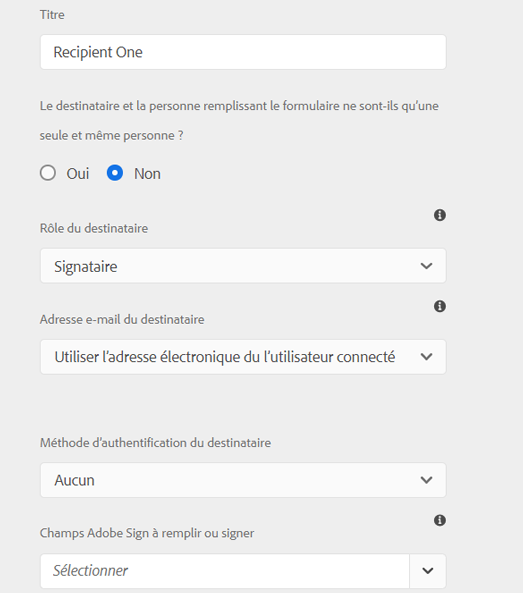 Titre
Recipient One
Le destinataire et la personne remplissant le formulaire ne sont-ils qu’une
seule et même personne ?
Oui Non
Rôle du destinataire
Signataire
Adresse e-mail du destinataire
Utiliser l’adresse électronique du l’utilisateur connecté
Méthode d’authentification du destinataire
Aucun
Champs Adobe Sign à remplir ou signer
Sélectionner